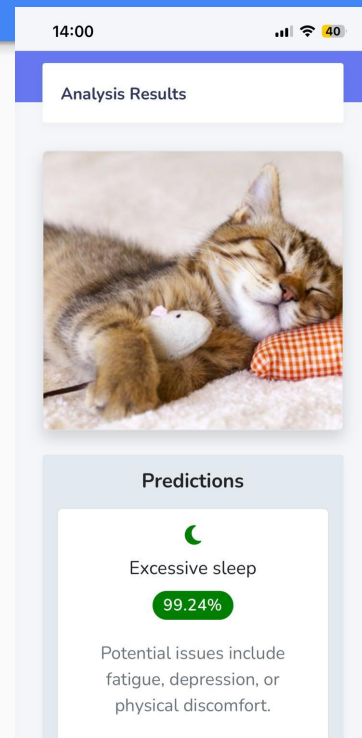 14:00
40
Analysis Results
Predictions
Excessive sleep
99.24%
Potential issues include
fatigue, depression, or
physical discomfort.